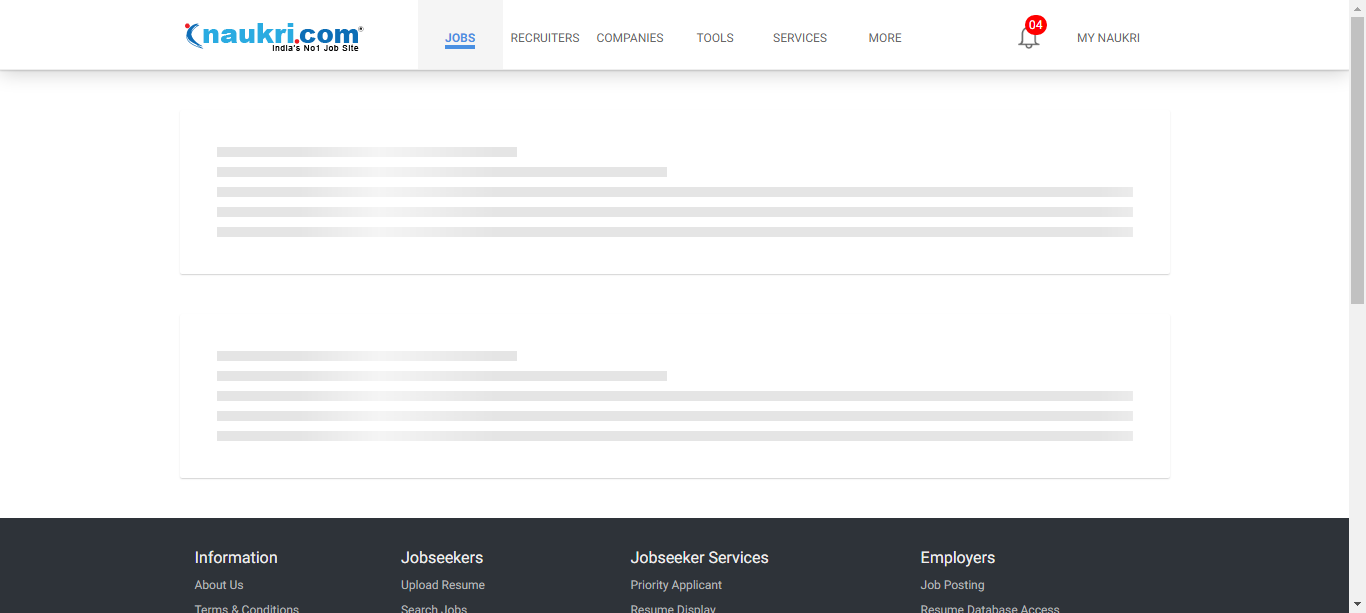 naukri.com
India's No1 Job Site
JOBS RECRUITERS COMPANIES TOOLS SERVICES MORE 04 MY NAUKRI
Information Jobseekers Jobseeker Services Employers
About Us Upload Resume Priority Applicant Job Posting
Terms & Conditions Search Jobs Resume Display Resume Database Access